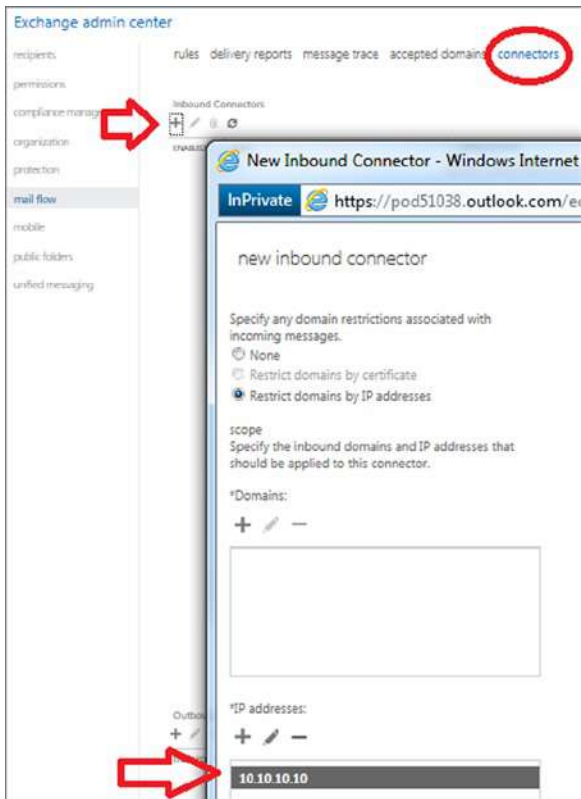 Exchange admin center
recipients
permissions
compliance manag
organization
protection
mail flow
mobile
public folders
unified messaging
rules delivery reports message trace accepted domains connectors
Inbound Connectors
New Inbound Connector - Windows Internet
InPrivate https://pod51038.outlook.com/e
new inbound connector
Specify any domain restrictions associated with
incoming messages.
None
Restrict domains by certificate
Restrict domains by IP addresses
scope
Specify the inbound domains and IP addresses that
should be applied to this connector.
*Domains:
*IP addresses:
10.10.10.10
Outbo